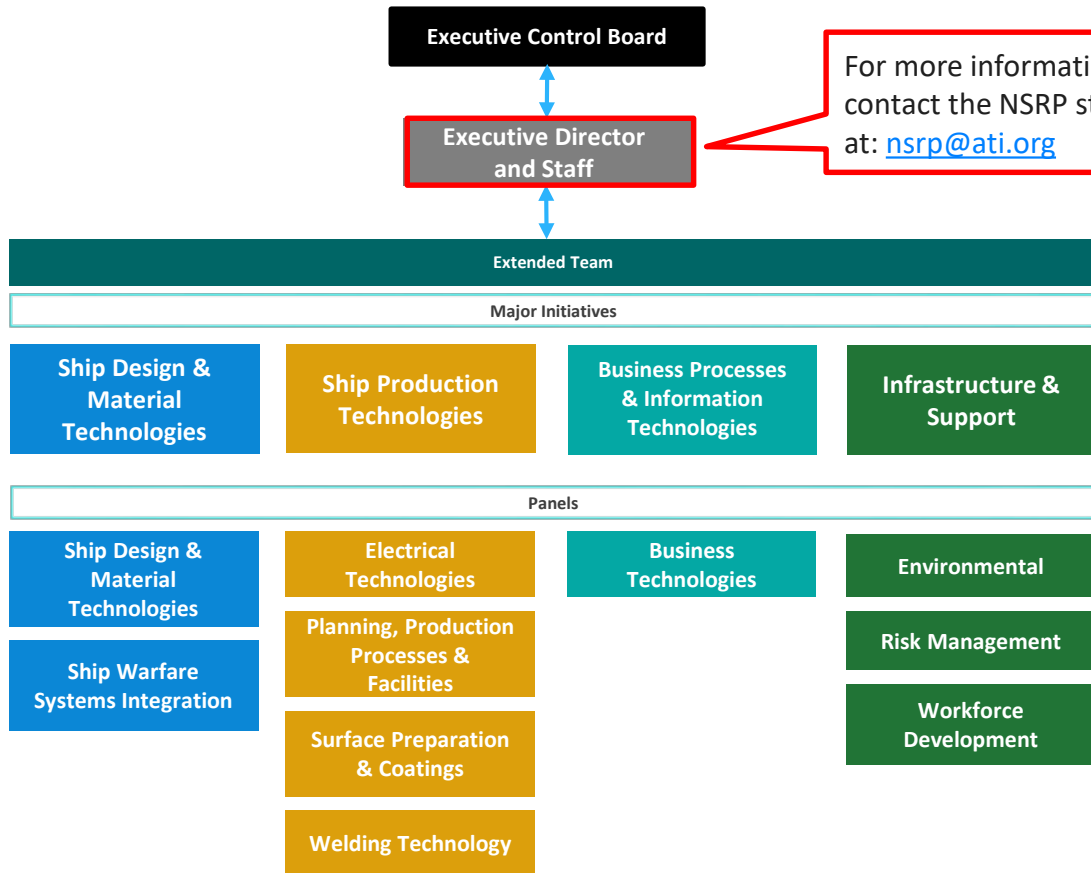 Executive Control Board
For more informati
contact the NSRP st
at: nsrp@ati.org
Executive Director
and Staff
Extended Team
Major Initiatives
Ship Design &
Material
Technologies
Ship Production
Technologies
Business Processes
& Information
Technologies
Infrastructure &
Support
Panels
Ship Design &
Material
Technologies
Ship Warfare
Systems Integration
Electrical
Technologies
Planning, Production
Processes &
Facilities
Surface Preparation
& Coatings
Welding Technology
Business
Technologies
Environmental
Risk Management
Workforce
Development